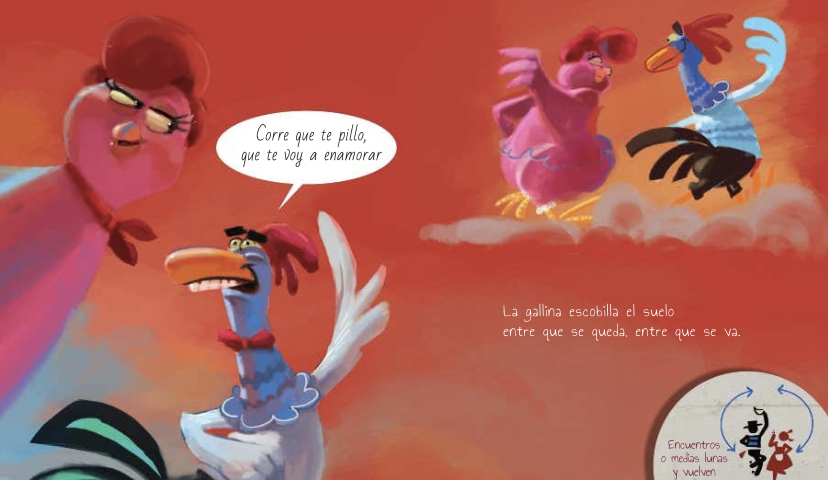 Corre que te pillo,
que te voy a enamorar
La gallina escobilla el suelo
entre que se queda, entre que se va.
Encuentros
o medias lunas
y vuelven